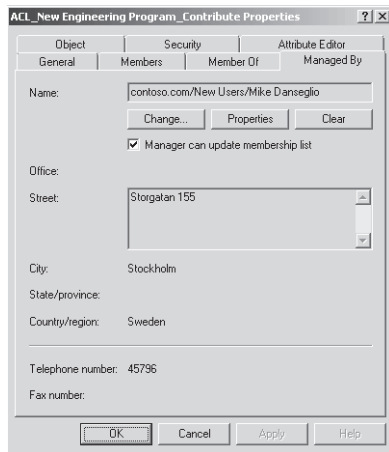 ACL_New Engineering Program_Contribute Properties ? X
Object Security Attribute Editor
General Members Member Of Managed By
Name: contoso.com/New Users/Mike Danseglio
Change... Properties Clear
Manager can update membership list
Office:
Street: Storgatan 155
City: Stockholm
State/province:
Country/region: Sweden
Telephone number: 45796
Fax number:
OK Cancel Apply Help